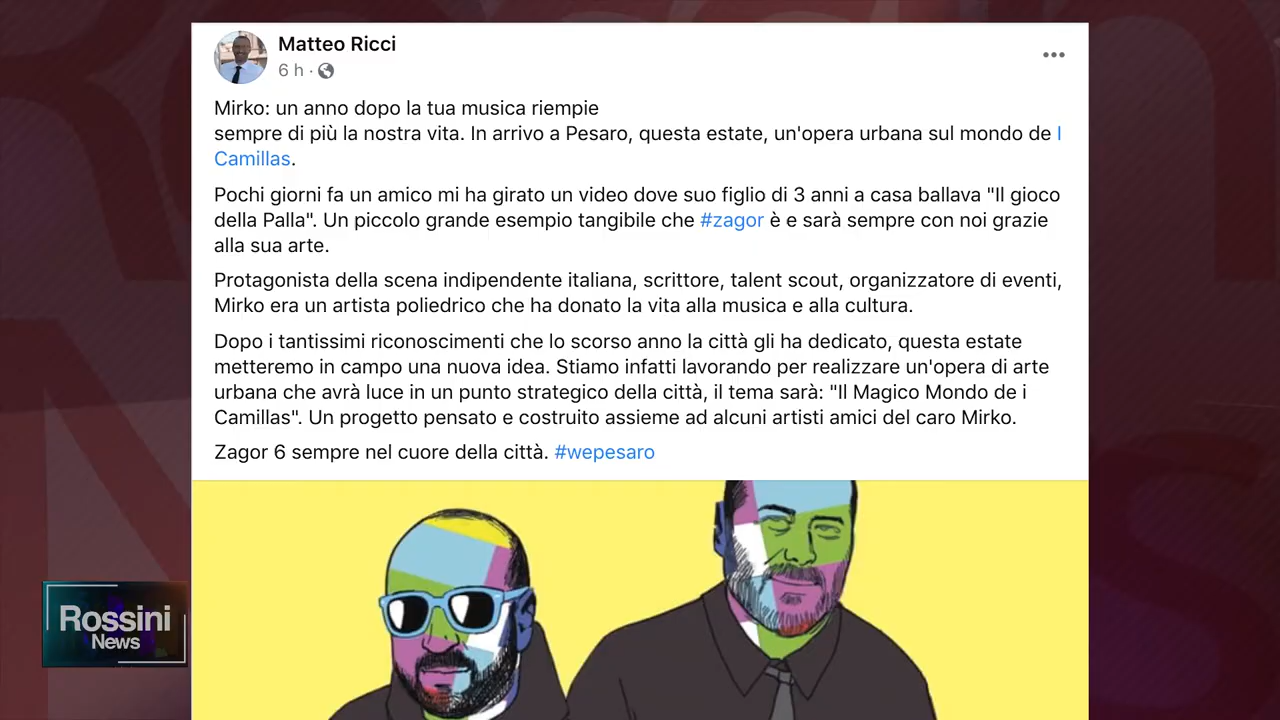 Matteo Ricci
6 h ·
Mirko: un anno dopo la tua musica riempie
sempre di più la nostra vita. In arrivo a Pesaro, questa estate, un'opera urbana sul mondo de I
Camillas.
Pochi giorni fa un amico mi ha girato un video dove suo figlio di 3 anni a casa ballava "Il gioco
della Palla". Un piccolo grande esempio tangibile che #zagor è e sarà sempre con noi grazie
alla sua arte.
Protagonista della scena indipendente italiana, scrittore, talent scout, organizzatore di eventi,
Mirko era un artista poliedrico che ha donato la vita alla musica e alla cultura.
Dopo i tantissimi riconoscimenti che lo scorso anno la città gli ha dedicato, questa estate
metteremo in campo una nuova idea. Stiamo infatti lavorando per realizzare un'opera di arte
urbana che avrà luce in un punto strategico della città, il tema sarà: "Il Magico Mondo de i
Camillas". Un progetto pensato e costruito assieme ad alcuni artisti amici del caro Mirko.
Zagor 6 sempre nel cuore della città. #wepesaro
Rossini
News